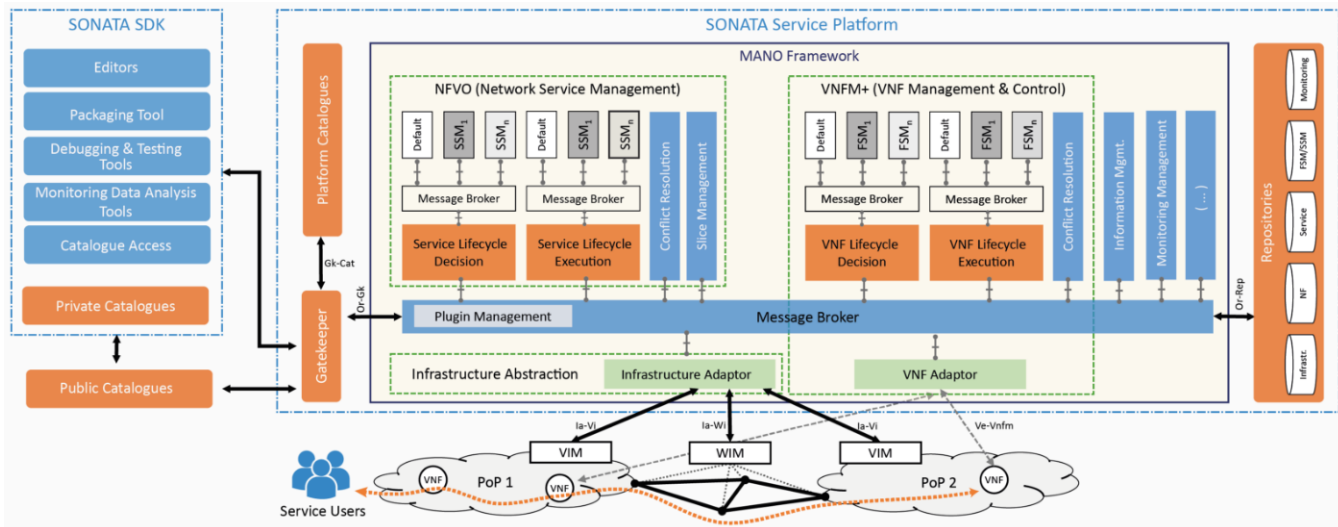 SONATA SDK
Editors
Packaging Tool
Debugging & Testing
Tools
Monitoring Data Analysis
Tools
Catalogue Access
Private Catalogues
Public Catalogues
SONATA Service Platform
Platform Catalogues
Gk-Cat
Gatekeeper
Or-Gk
MANO Framework
NFVO (Network Service Management)
Default
SSM1
SSMn
Default
SSM1
SSMn
Message Broker
Message Broker
Service Lifecycle
Decision
Service Lifecycle
Execution
Conflict Resolution
Slice Management
VNFM+ (VNF Management & Control)
Default
FSM1
FSMn
Default
FSM1
FSMn
Message Broker
Message Broker
VNF Lifecycle
Decision
VNF Lifecycle
Execution
Conflict Resolution
Information Mgmt.
Monitoring Management
( ... )
Plugin Management
Message Broker
Or-Rep
Infrastructure Abstraction
Infrastructure Adaptor
VNF Adaptor
Repositories
Monitoring
FSM/SSM
Service
NF
Infrastr.
Ia-Vi
Ia-Wi
Ia-Vi
Ve-Vnfm
VIM
WIM
VIM
VNF
PoP 1
VNF
PoP 2
VNF
Service Users